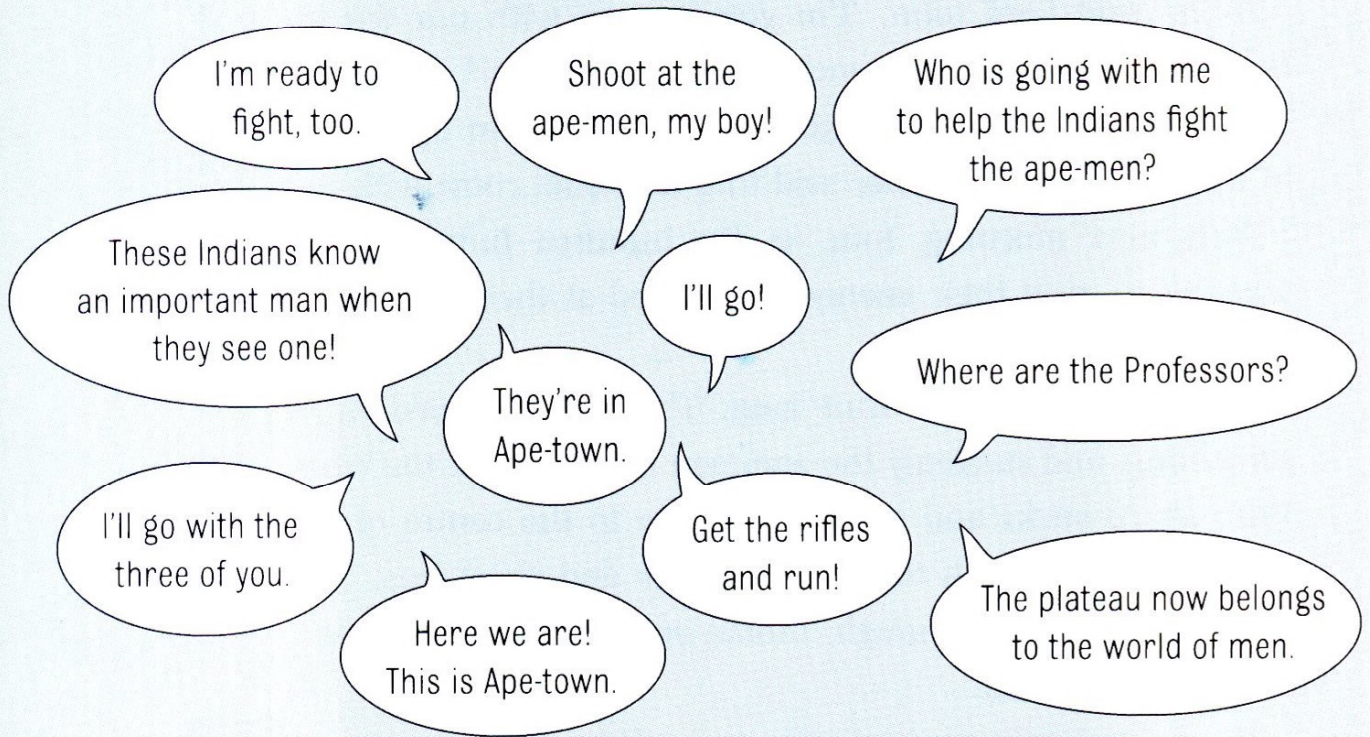 I'm ready to
fight, too.
Shoot at the
ape-men, my boy!
Who is going with me
to help the Indians fight
the ape-men?
These Indians know
an important man when
they see one!
I'll go!
They're in
Ape-town.
Where are the Professors?
I'll go with the
three of you.
Get the rifles
and run!
Here we are!
This is Ape-town.
The plateau now belongs
to the world of men.